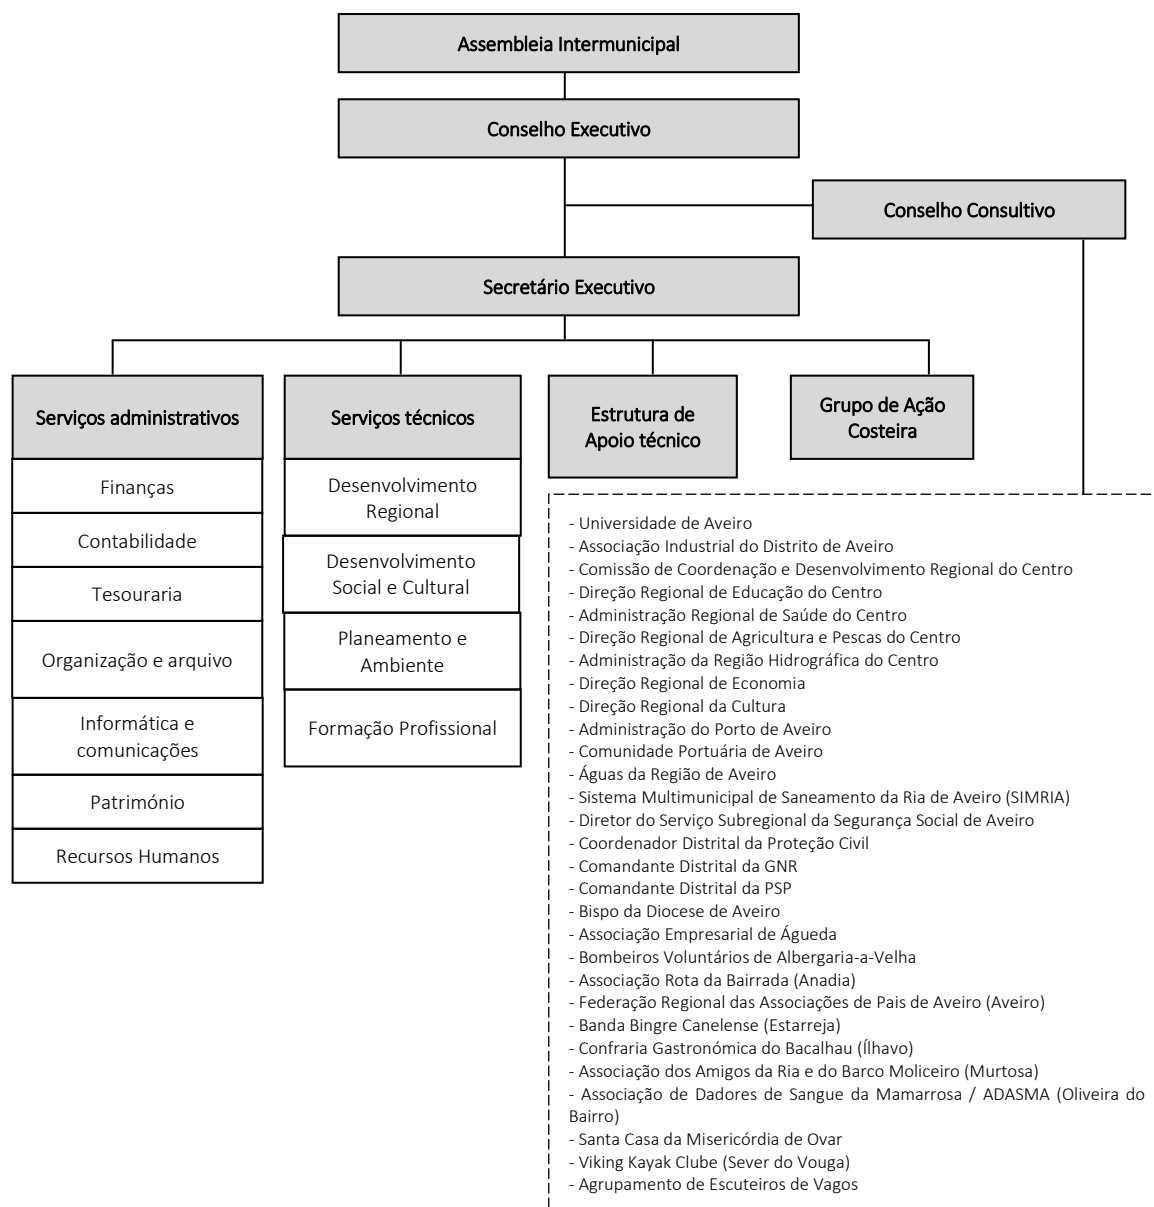 Assembleia Intermunicipal
Conselho Executivo
Conselho Consultivo
Secretário Executivo
Serviços administrativos
Finanças
Contabilidade
Tesouraria
Organização e arquivo
Informática e
comunicações
Património
Recursos Humanos
Serviços técnicos
Desenvolvimento
Regional
Desenvolvimento
Social e Cultural
Planeamento e
Ambiente
Formação Profissional
Estrutura de
Apoio técnico
Grupo de Ação
Costeira
- Universidade de Aveiro
- Associação Industrial do Distrito de Aveiro
- Comissão de Coordenação e Desenvolvimento Regional do Centro
- Direção Regional de Educação do Centro
- Administração Regional de Saúde do Centro
- Direção Regional de Agricultura e Pescas do Centro
- Administração da Região Hidrográfica do Centro
- Direção Regional de Economia
- Direção Regional da Cultura
- Administração do Porto de Aveiro
- Comunidade Portuária de Aveiro
- Águas da Região de Aveiro
- Sistema Multimunicipal de Saneamento da Ria de Aveiro (SIMRIA)
- Diretor do Serviço Subregional da Segurança Social de Aveiro
- Coordenador Distrital da Proteção Civil
- Comandante Distrital da GNR
- Comandante Distrital da PSP
- Bispo da Diocese de Aveiro
- Associação Empresarial de Águeda
- Bombeiros Voluntários de Albergaria-a-Velha
- Associação Rota da Bairrada (Anadia)
- Federação Regional das Associações de Pais de Aveiro (Aveiro)
- Banda Bingre Canelense (Estarreja)
- Confraria Gastronómica do Bacalhau (Ílhavo)
- Associação dos Amigos da Ria e do Barco Moliceiro (Murtosa)
- Associação de Dadores de Sangue da Mamarrosa / ADASMA (Oliveira do
Bairro)
- Santa Casa da Misericórdia de Ovar
- Viking Kayak Clube (Sever do Vouga)
- Agrupamento de Escuteiros de Vagos